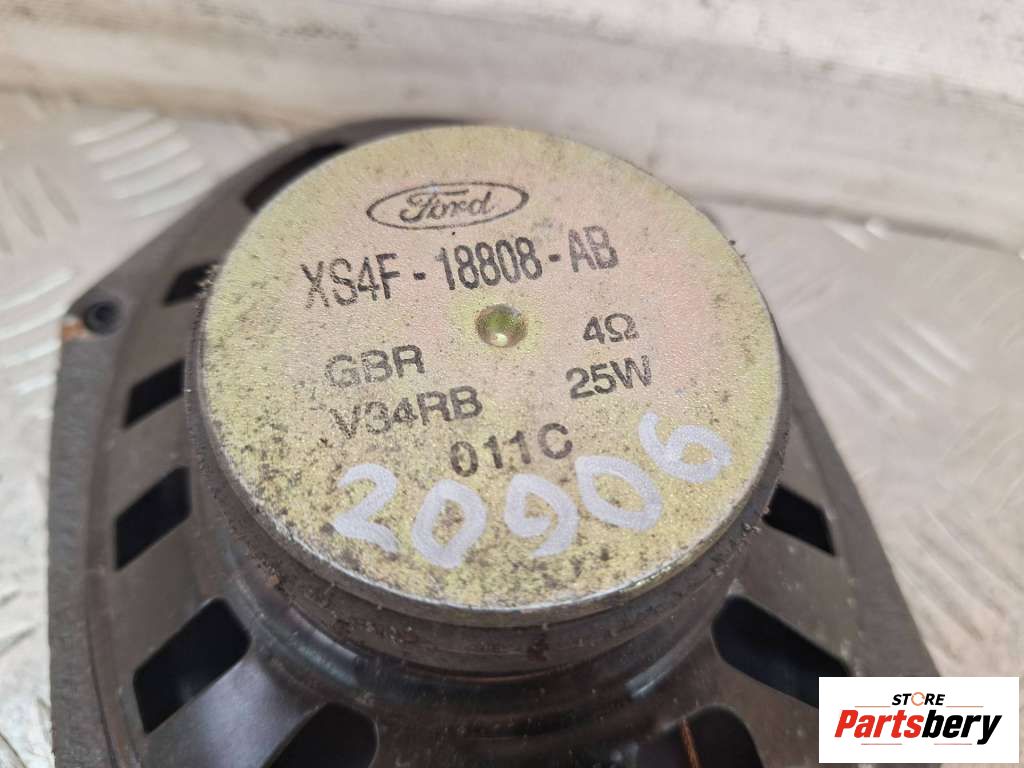 Ford
XS4F-18808-AB
GBR 4Ω
V34RB 25W
011C
20906
STORE
Partsbery